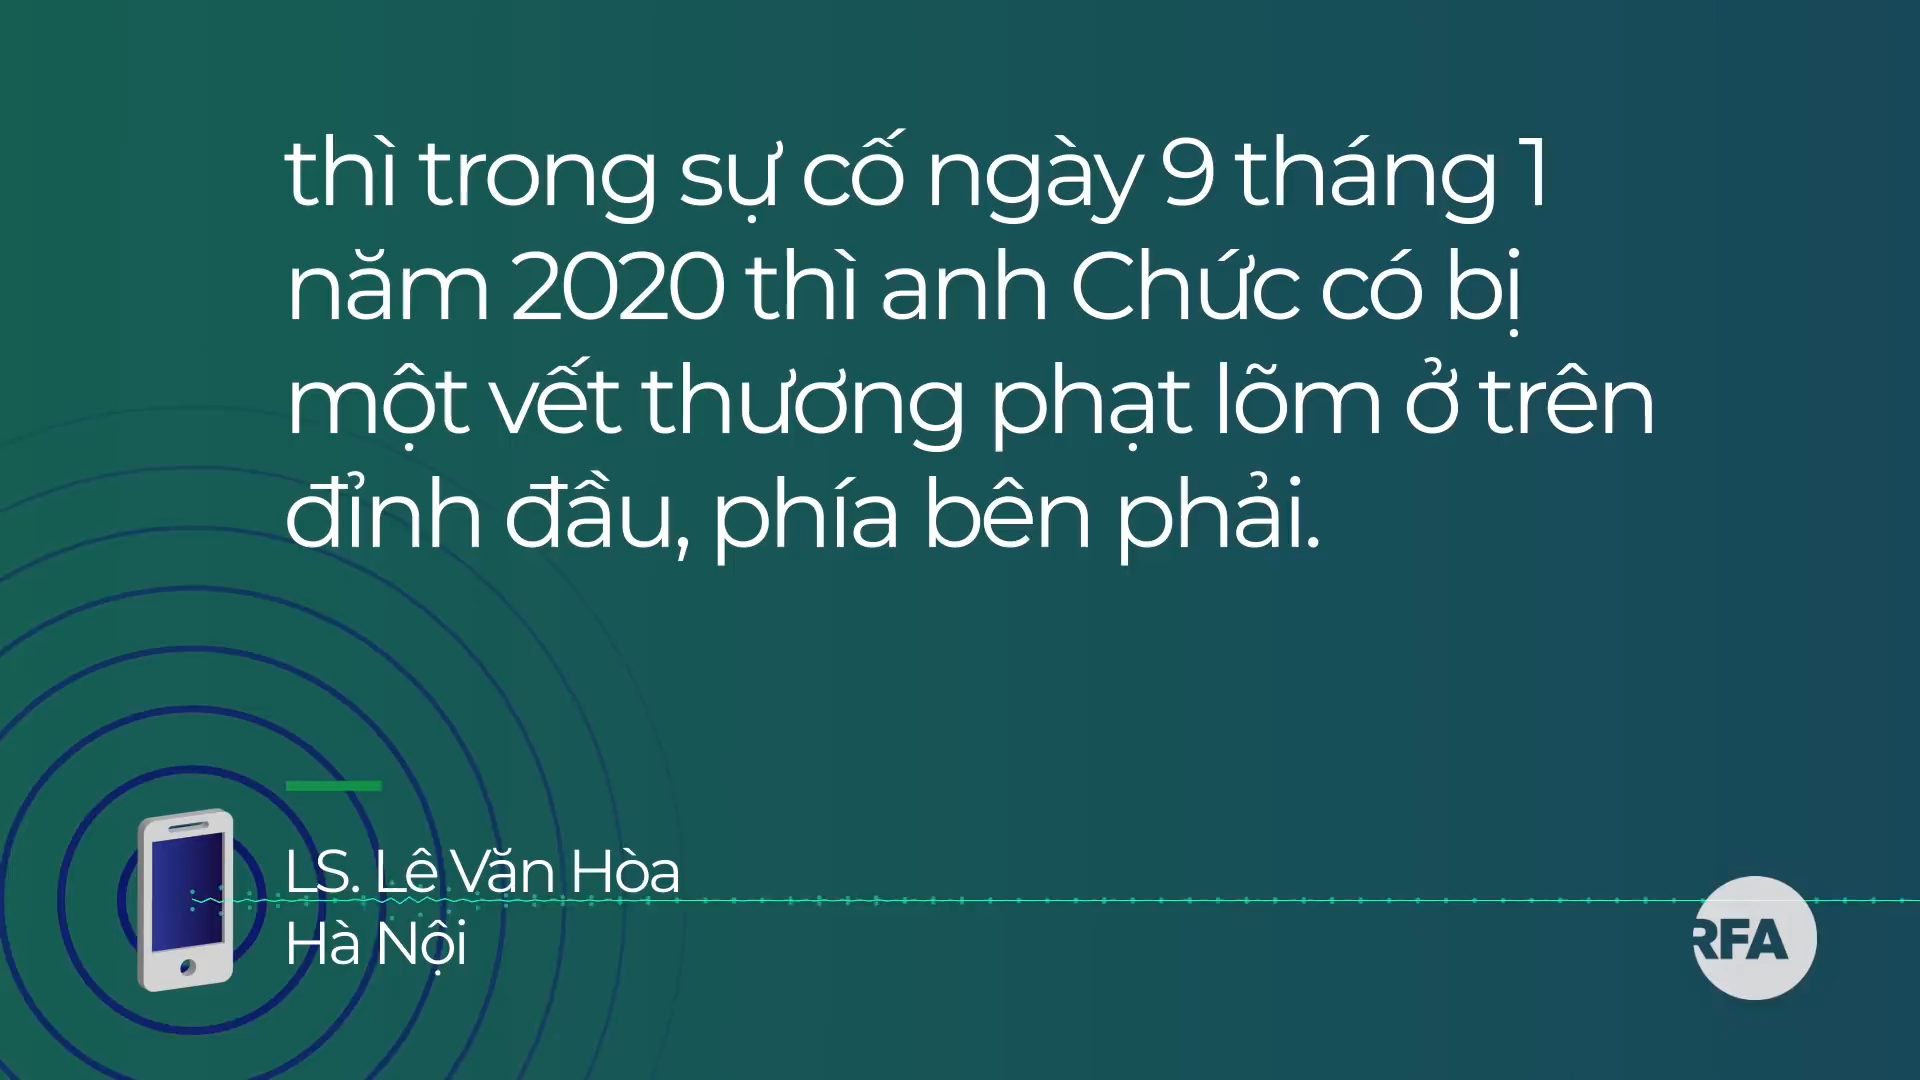 thì trong sự cố ngày 9 tháng 1
năm 2020 thì anh Chức có bị
một vết thương phạt lõm ở trên
đỉnh đầu, phía bên phải.
LS. Lê Văn Hòa
Hà Nội
RFA